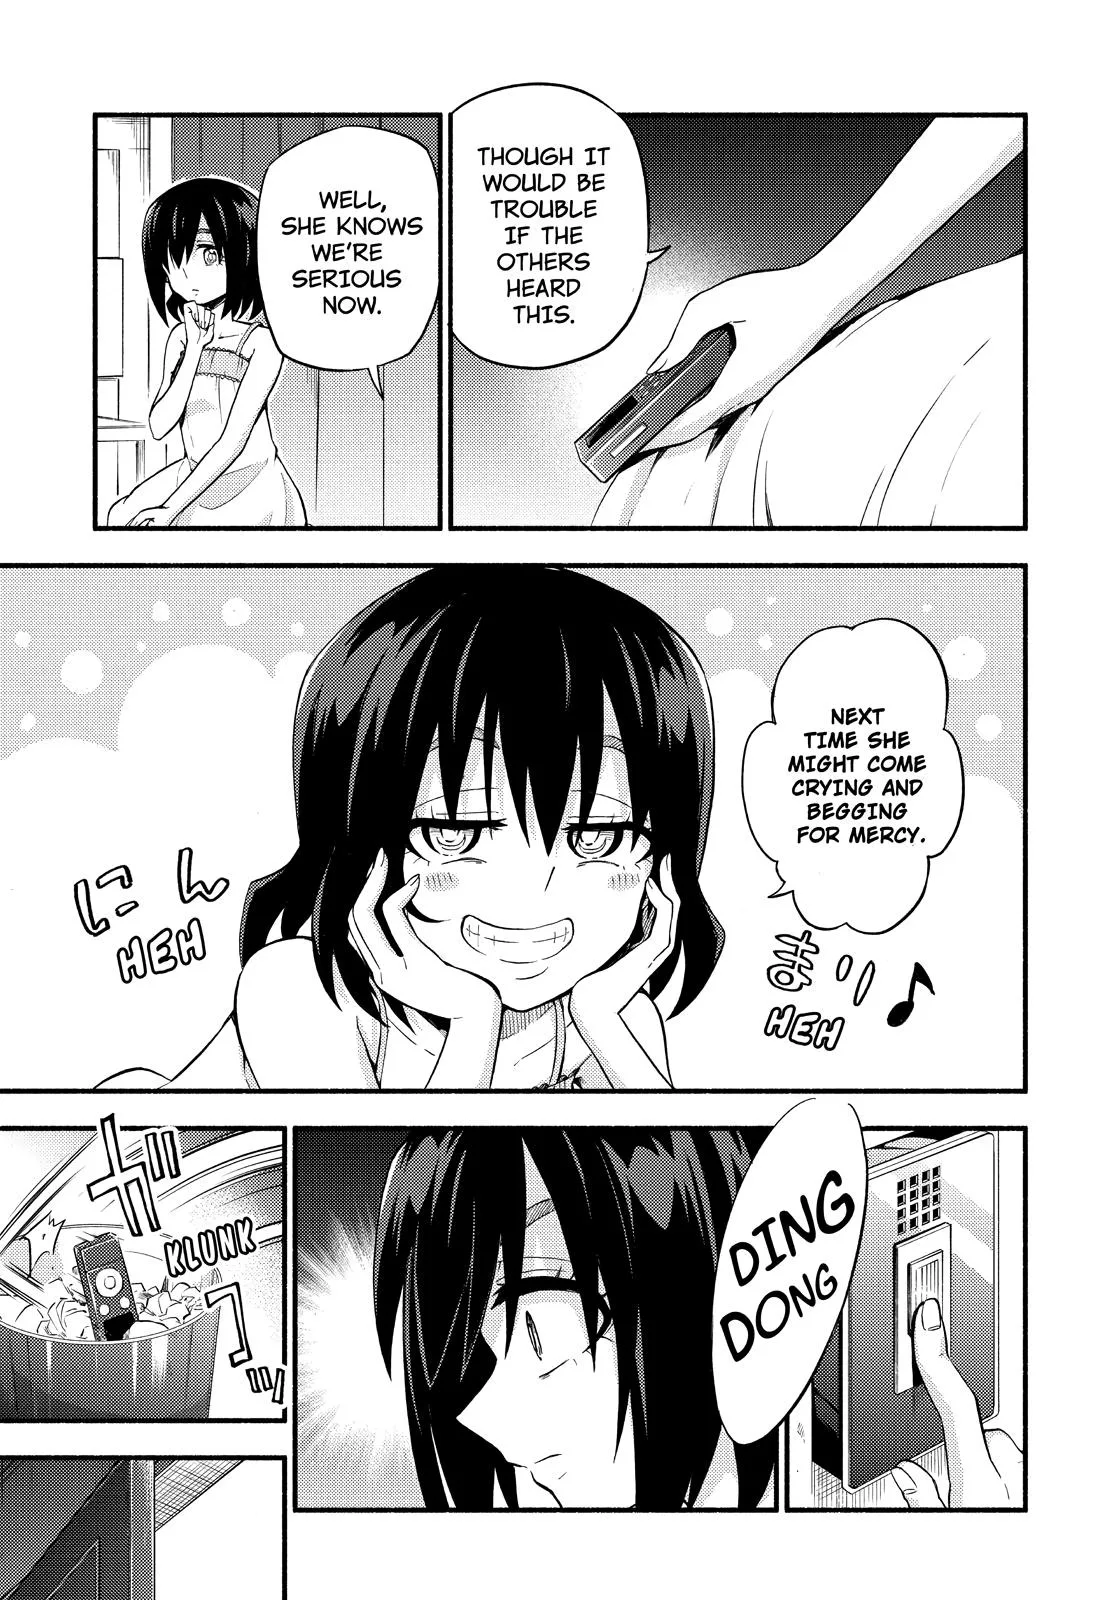 THOUGH IT
WOULD BE
TROUBLE
IF THE
OTHERS
HEARD
THIS.
WELL,
SHE KNOWS
WE'RE
SERIOUS
NOW.
NEXT
TIME SHE
MIGHT COME
CRYING AND
BEGGING
FOR MERCY.
にん
HEH
まり
HEH
DING
DONG
ガ
KLUNK
コ